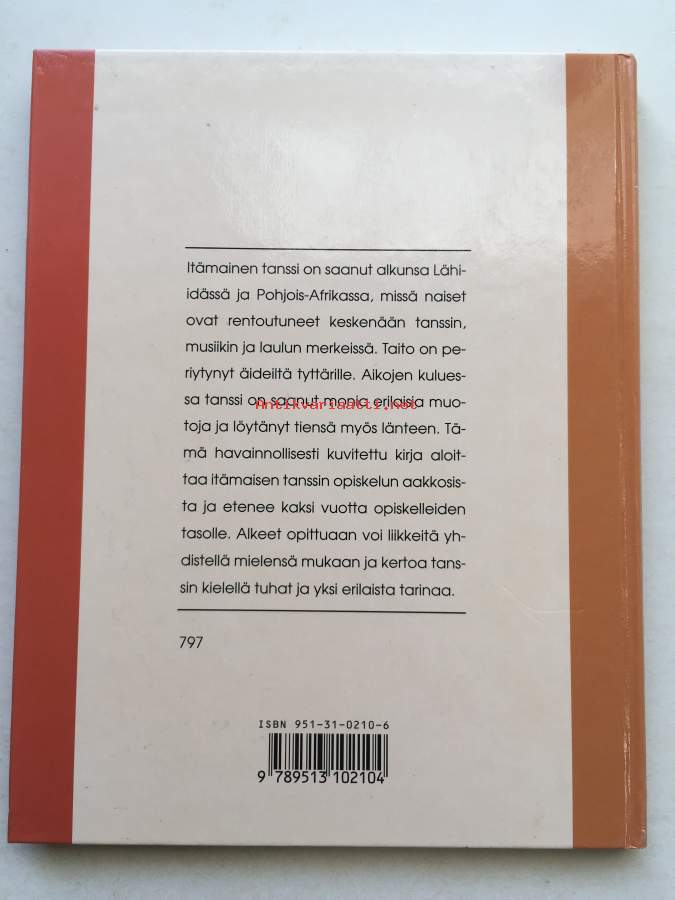 Itämainen tanssi on saanut alkunsa Lähi-
idässä ja Pohjois-Afrikassa, missä naiset
ovat rentoutuneet keskenään tanssin,
musiikin ja laulun merkeissä. Taito on pe-
riytynyt äideiltä tyttärille. Aikojen kulues-
sa tanssi on saanut monia erilaisia muo-
Antikvariaatti.net
toja ja löytänyt tiensä myös länteen. Tä-
mä havainnollisesti kuvitettu kirja aloit-
taa itämaisen tanssin opiskelun aakkosis-
ta ja etenee kaksi vuotta opiskelleiden
tasolle. Alkeet opittuaan voi liikkeitä yh-
distellä mielensä mukaan ja kertoa tans-
sin kielellä tuhat ja yksi erilaista tarinaa.
797
ISBN 951-31-0210-6
9 789513 102104